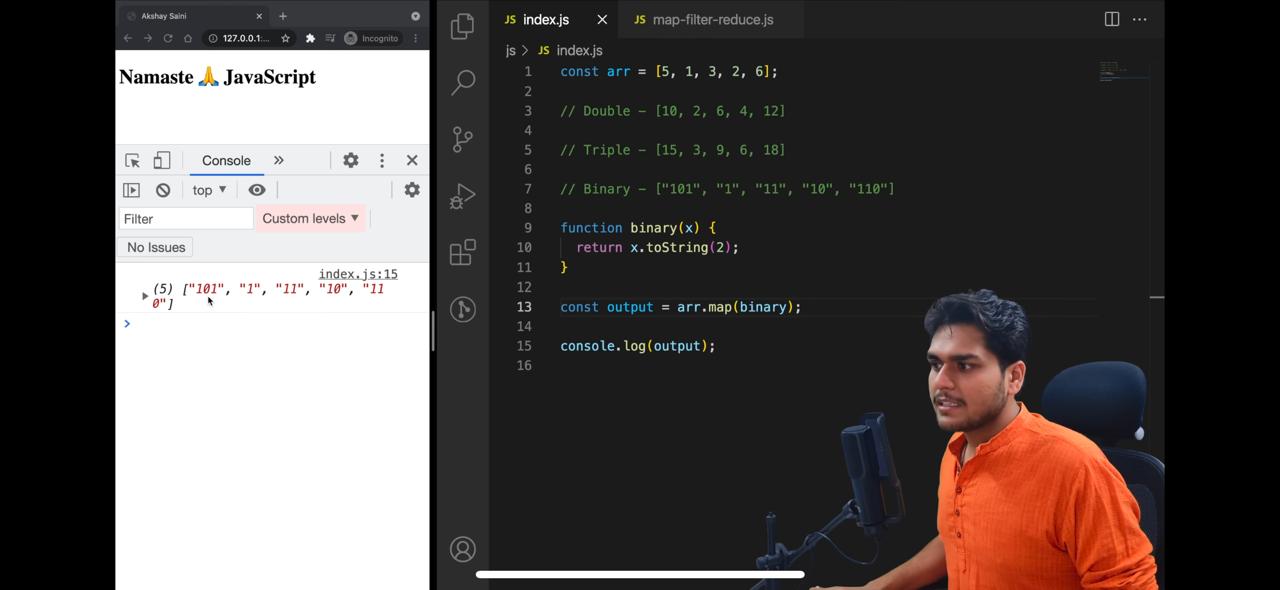 Akshay Saini
127.0.0.1:...
Incognito
Namaste 🙏 JavaScript
Console
top
Filter
Custom levels
No Issues
index.js:15
(5) ["101", "1", "11", "10", "11
0"]
JS index.js
JS map-filter-reduce.js
js > JS index.js
1 const arr = [5, 1, 3, 2, 6];
2
3 // Double - [10, 2, 6, 4, 12]
4
5 // Triple - [15, 3, 9, 6, 18]
6
7 // Binary - ["101", "1", "11", "10", "110"]
8
9 function binary(x) {
10 return x.toString(2);
11 }
12
13 const output = arr.map(binary);
14
15 console.log(output);
16